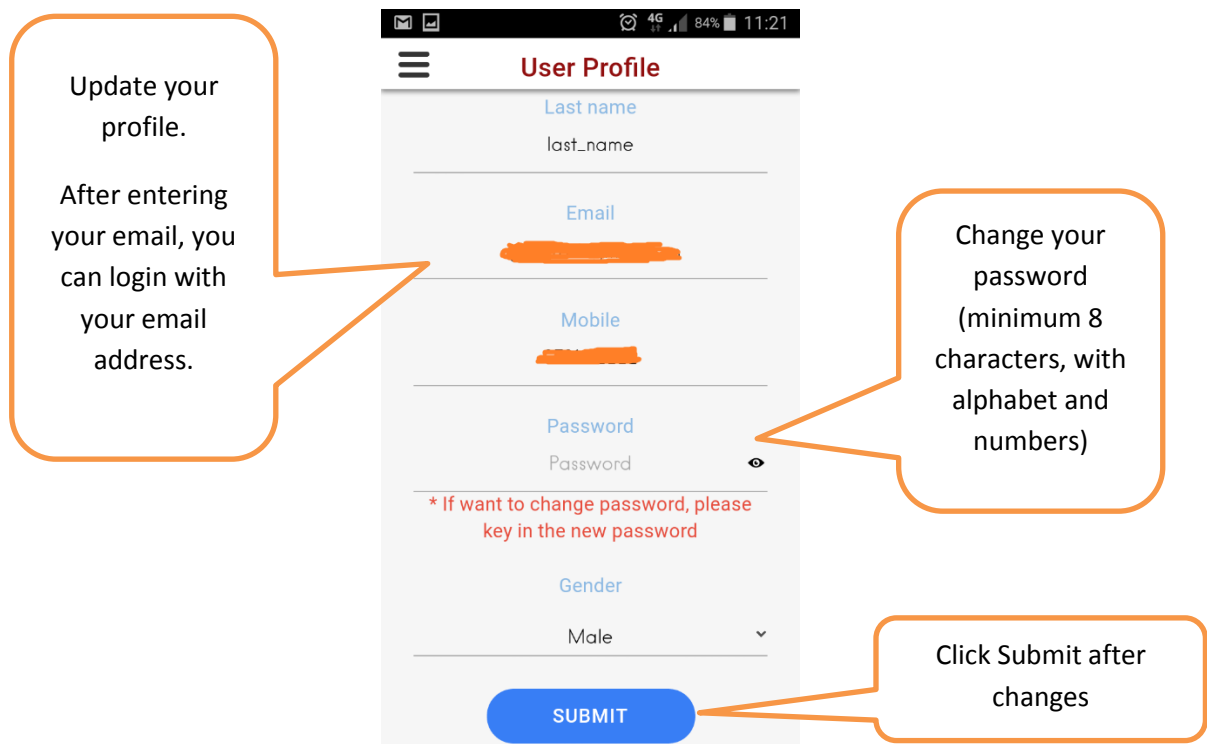 4G 84% 11:21
User Profile
Last name
last_name
Email
Mobile
Password
Password
* If want to change password, please
key in the new password
Gender
Male
SUBMIT
Update your
profile.
After entering
your email, you
can login with
your email
address.
Change your
password
(minimum 8
characters, with
alphabet and
numbers)
Click Submit after
changes